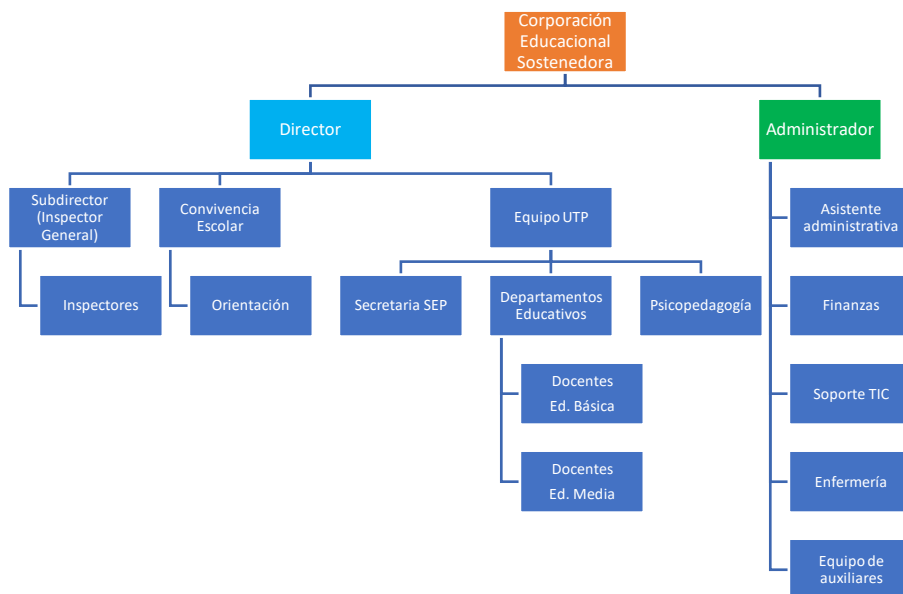 Corporación
Educacional
Sostenedora
Director
Administrador
Subdirector
(Inspector
General)
Convivencia
Escolar
Equipo UTP
Asistente
administrativa
Inspectores
Orientación
Secretaria SEP
Departamentos
Educativos
Psicopedagogía
Finanzas
Docentes
Ed. Básica
Soporte TIC
Docentes
Ed. Media
Enfermería
Equipo de
auxiliares